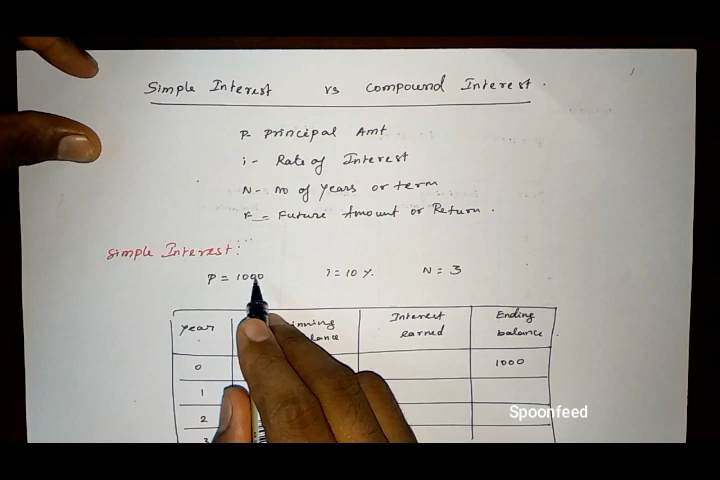 Simple Interest vs Compound Interest.
P- Principal Amt
i- Rate of Interest
N- no of years or term
F = Future Amount or Return.
Simple Interest:
P = 1000 i = 10 %. N = 3
year Interest earned Ending balance
0 1000
1
2
3
Spoonfeed